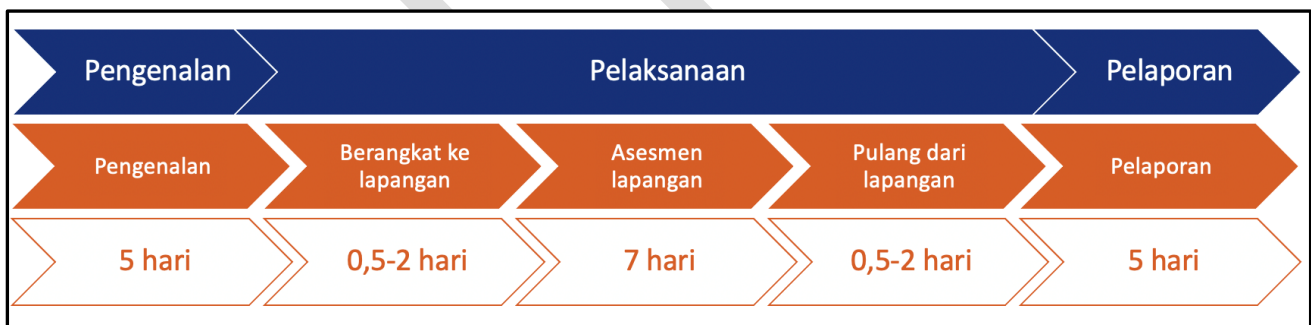 Pengenalan
Pelaksanaan
Pelaporan
Pengenalan
Berangkat ke
lapangan
Asesmen
lapangan
Pulang dari
lapangan
Pelaporan
5 hari
0,5-2 hari
7 hari
0,5-2 hari
5 hari